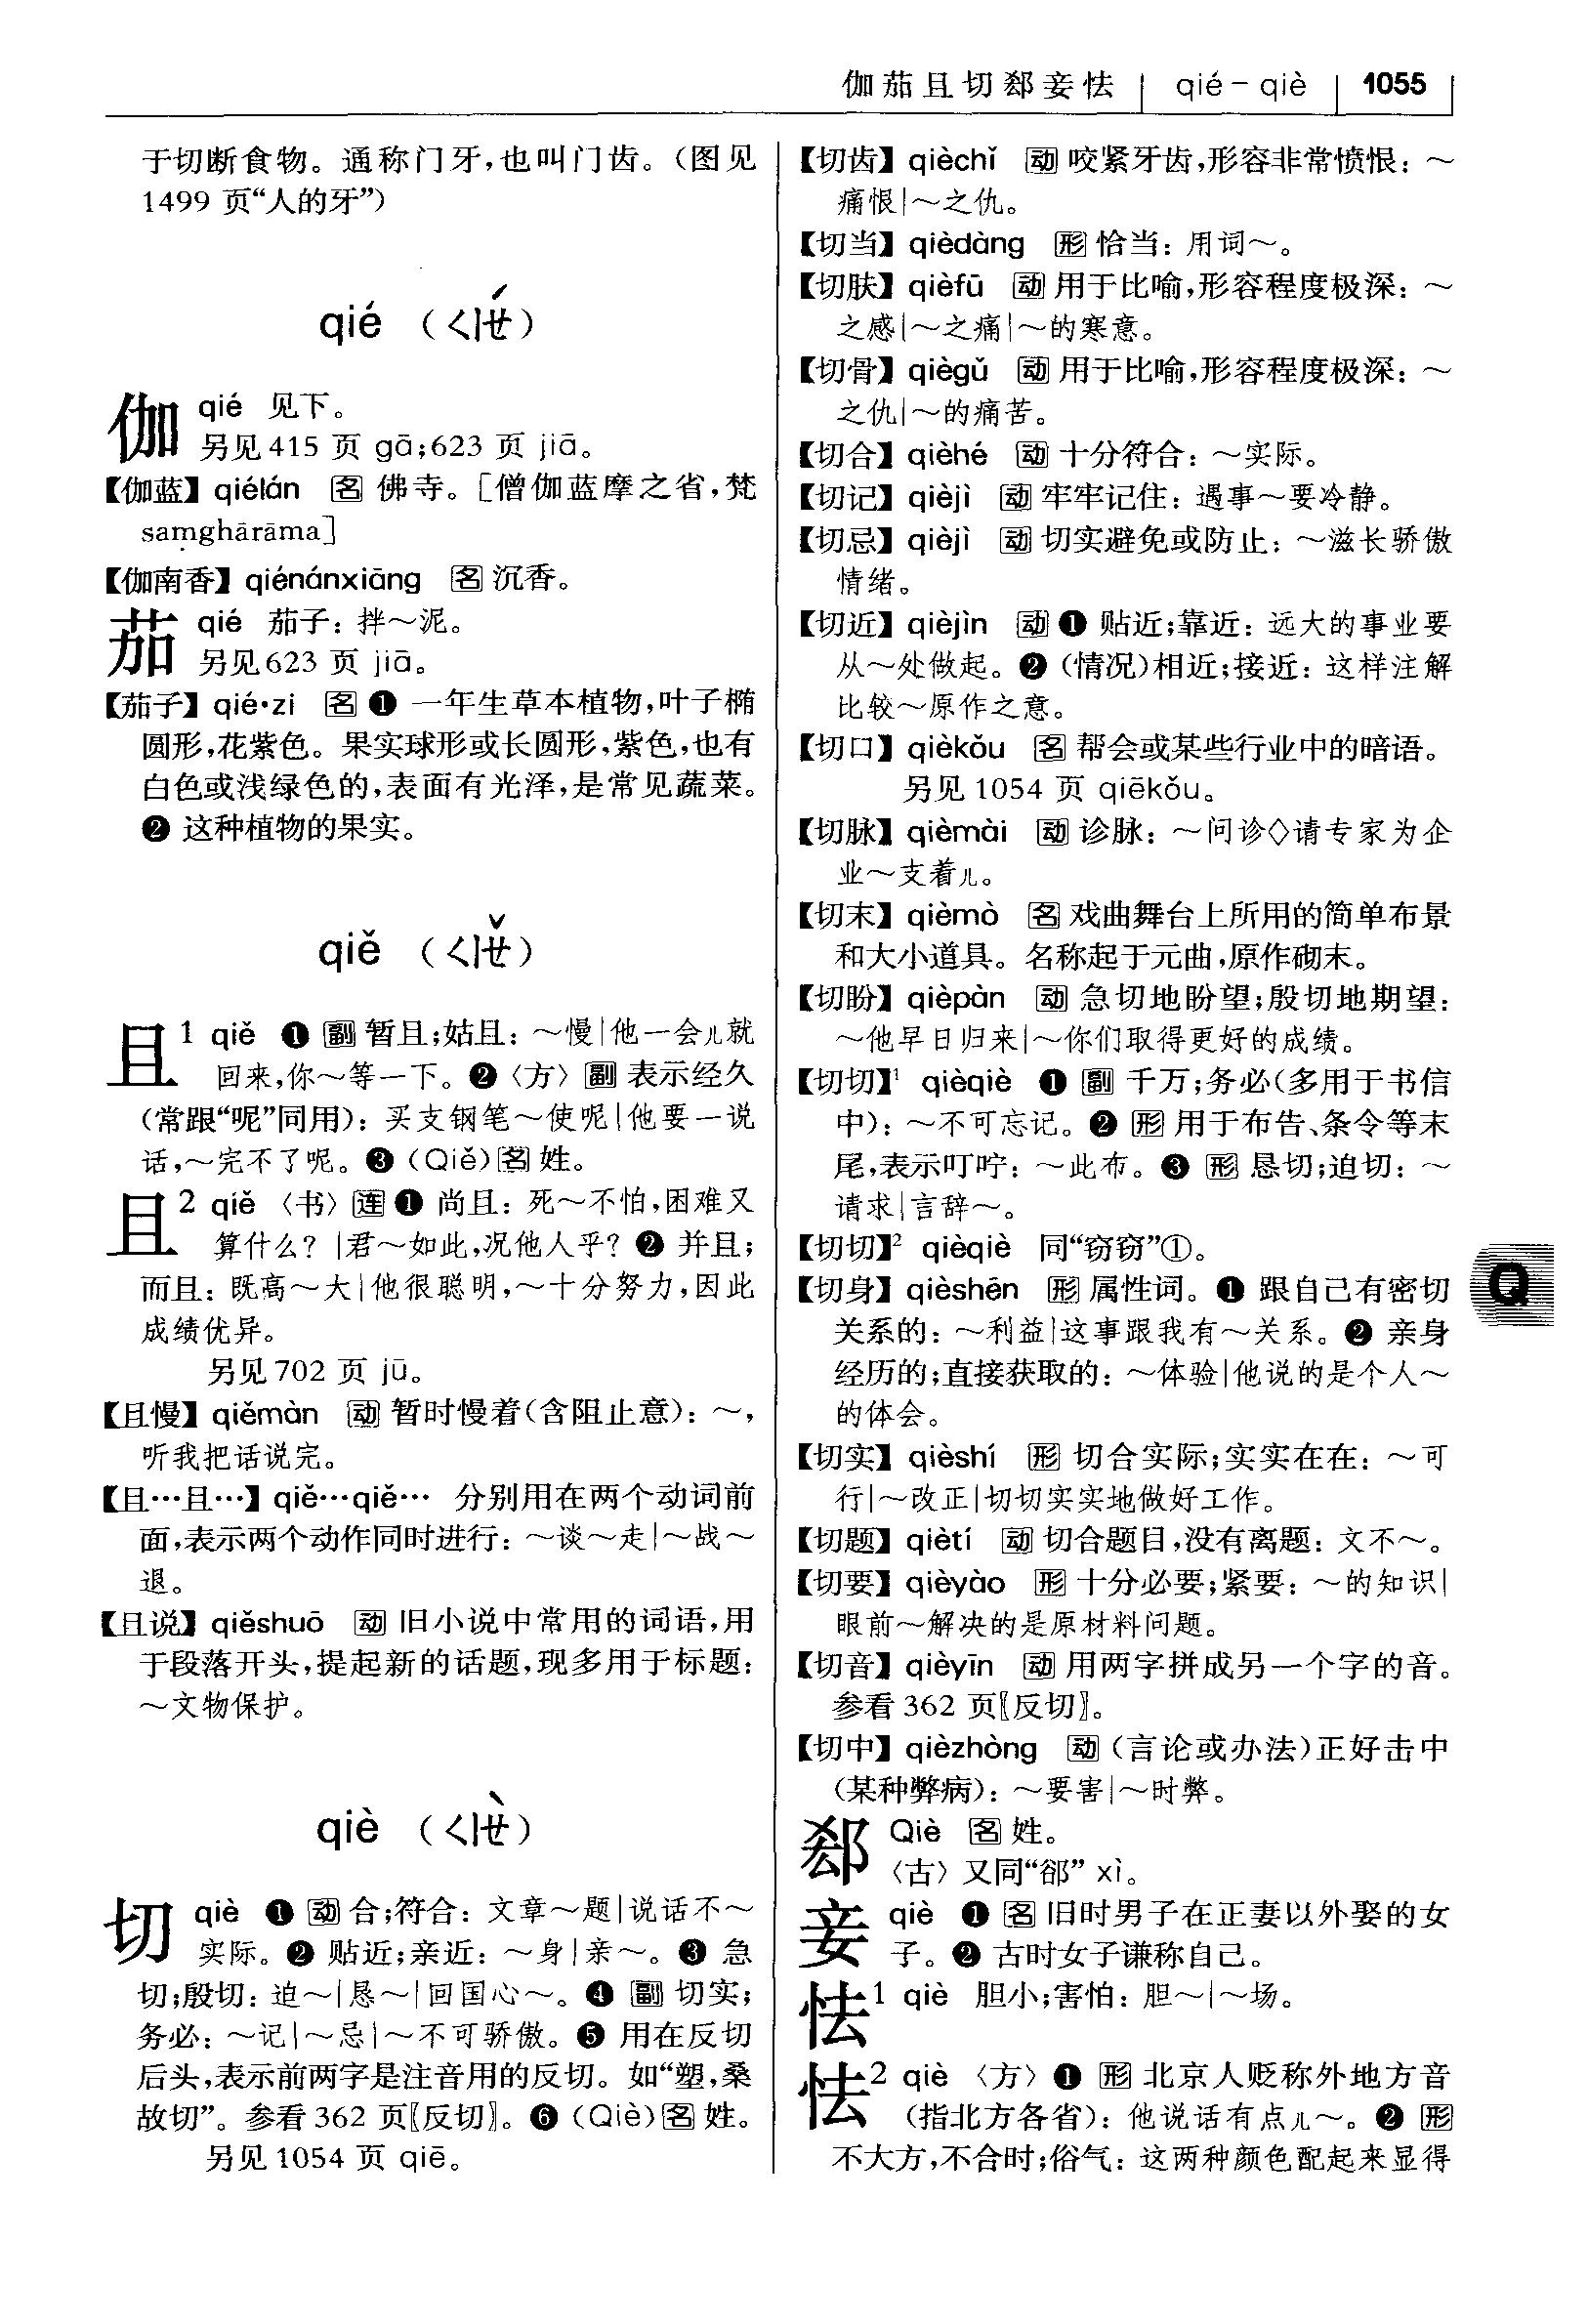 伽茄且切郄妾怯 qié－qiè 1055
于切断食物。通称门牙,也叫门齿。(图见
1499 页“人的牙”)
qié (ㄑㄧㄝˊ)
伽 qié 见下。
另见 415 页 gā;623 页 jiā。
【伽蓝】qiélán 名 佛寺。[僧伽蓝摩之省,梵
saṃghārāma]
【伽南香】qiénánxiāng 名 沉香。
茄 qié 茄子: 拌～泥。
另见 623 页 jiā。
【茄子】qié·zi 名 ❶ 一年生草本植物,叶子椭
圆形,花紫色。果实球形或长圆形,紫色,也有
白色或浅绿色的,表面有光泽,是常见蔬菜。
❷ 这种植物的果实。
qiě (ㄑㄧㄝˇ)
且1 qiě ❶ 副 暂且;姑且: ～慢|他一会儿就
回来,你～等一下。❷〈方〉副 表示经久
(常跟“呢”同用): 买支钢笔～使呢|他要一说
话,～完不了呢。❸ (Qiě) 名 姓。
且2 qiě 〈书〉连 ❶ 尚且: 死～不怕,困难又
算什么? |君～如此,况他人乎? ❷ 并且;
而且: 既高～大|他很聪明,～十分努力,因此
成绩优异。
另见 702 页 jū。
【且慢】qiěmàn 动 暂时慢着(含阻止意): ～,
听我把话说完。
【且…且…】qiě…qiě… 分别用在两个动词前
面,表示两个动作同时进行: ～谈～走|～战～
退。
【且说】qiěshuō 动 旧小说中常用的词语,用
于段落开头,提起新的话题,现多用于标题:
～文物保护。
qiè (ㄑㄧㄝˋ)
切 qiè ❶ 动 合;符合: 文章～题|说话不～
实际。❷ 贴近;亲近: ～身|亲～。❸ 急
切;殷切: 迫～|恳～|回国心～。❹ 副 切实;
务必: ～记|～忌|～不可骄傲。❺ 用在反切
后头,表示前两字是注音用的反切。如“塑,桑
故切”。参看 362 页〖反切〗。❻ (Qiè) 名 姓。
另见 1054 页 qiē。
【切齿】qièchǐ 动 咬紧牙齿,形容非常愤恨: ～
痛恨|～之仇。
【切当】qièdàng 形 恰当: 用词～。
【切肤】qièfū 动 用于比喻,形容程度极深: ～
之感|～之痛|～的寒意。
【切骨】qiègǔ 动 用于比喻,形容程度极深: ～
之仇|～的痛苦。
【切合】qièhé 动 十分符合: ～实际。
【切记】qièjì 动 牢牢记住: 遇事～要冷静。
【切忌】qièjì 动 切实避免或防止: ～滋长骄傲
情绪。
【切近】qièjìn 动 ❶ 贴近;靠近: 远大的事业要
从～处做起。❷ (情况)相近;接近: 这样注解
比较～原作之意。
【切口】qièkǒu 名 帮会或某些行业中的暗语。
另见 1054 页 qiēkǒu。
【切脉】qièmài 动 诊脉: ～问诊◇请专家为企
业～支着儿。
【切末】qièmò 名 戏曲舞台上所用的简单布景
和大小道具。名称起于元曲,原作砌末。
【切盼】qièpàn 动 急切地盼望;殷切地期望:
～他早日归来|～你们取得更好的成绩。
【切切】1 qièqiè ❶ 副 千万;务必(多用于书信
中): ～不可忘记。❷ 形 用于布告、条令等末
尾,表示叮咛: ～此布。❸ 形 恳切;迫切: ～
请求|言辞～。
【切切】2 qièqiè 同“窃窃”①。
【切身】qièshēn 形 属性词。❶ 跟自己有密切
关系的: ～利益|这事跟我有～关系。❷ 亲身
经历的;直接获取的: ～体验|他说的是个人～
的体会。
【切实】qièshí 形 切合实际;实实在在: ～可
行|～改正|切切实实地做好工作。
【切题】qiètí 动 切合题目,没有离题: 文不～。
【切要】qièyào 形 十分必要;紧要: ～的知识|
眼前～解决的是原材料问题。
【切音】qièyīn 动 用两字拼成另一个字的音。
参看 362 页〖反切〗。
【切中】qièzhòng 动 (言论或办法)正好击中
(某种弊病): ～要害|～时弊。
郄 Qiè 名 姓。
〈古〉又同“郤” xì。
妾 qiè ❶ 名 旧时男子在正妻以外娶的女
子。❷ 古时女子谦称自己。
怯1 qiè 胆小;害怕: 胆～|～场。
怯2 qiè 〈方〉❶ 形 北京人贬称外地方音
(指北方各省): 他说话有点儿～。❷ 形
不大方,不合时;俗气: 这两种颜色配起来显得
Q